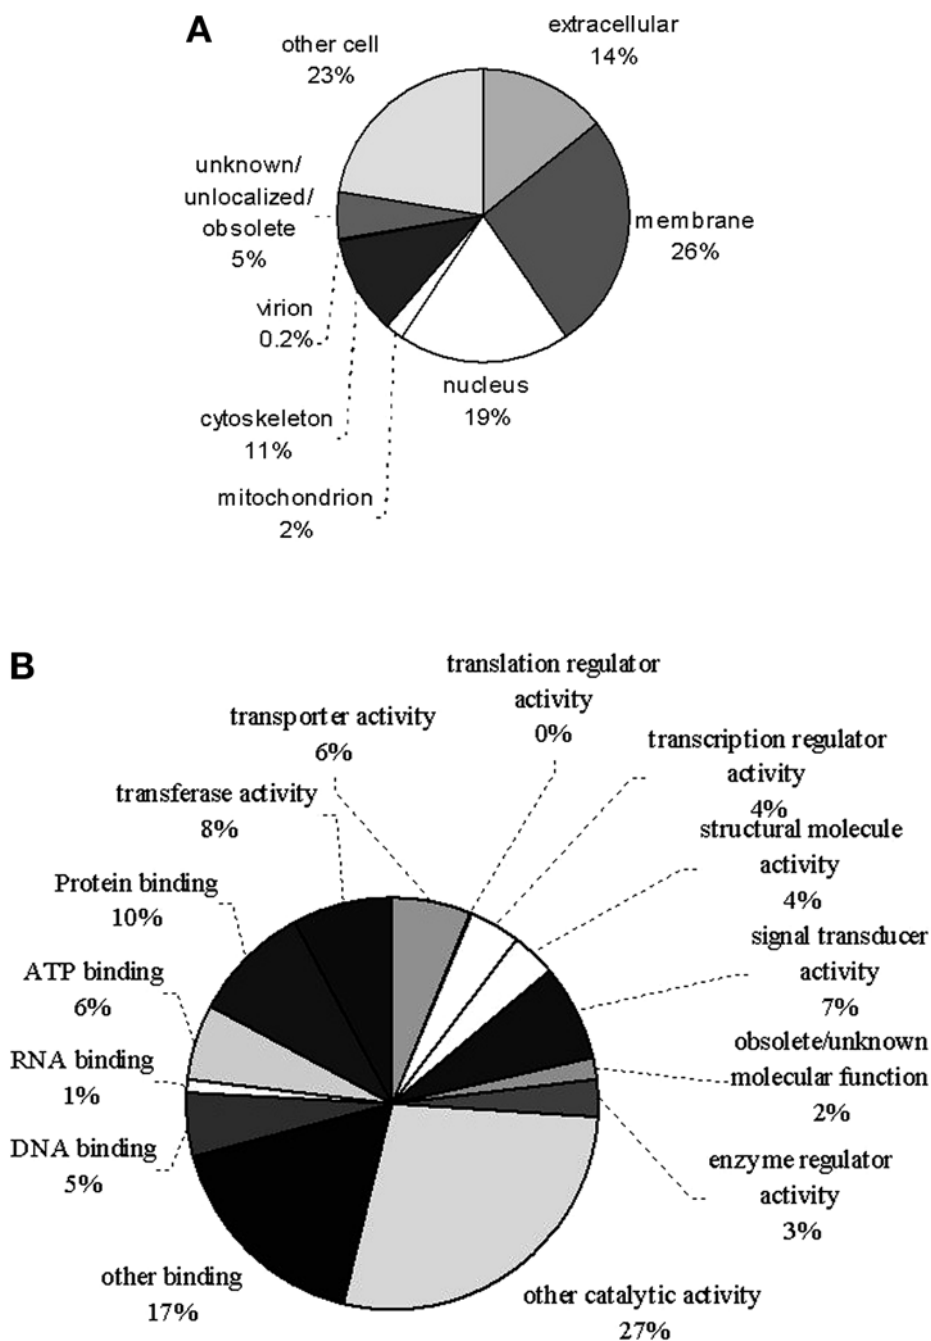 A
other cell
23%
extracellular
14%
unknown/
unlocalized/
obsolete
5%
membrane
26%
virion
0.2%
nucleus
19%
cytoskeleton
11%
mitochondrion
2%
B
translation regulator
activity
0%
transporter activity
6%
transcription regulator
activity
4%
transferase activity
8%
structural molecule
activity
4%
Protein binding
10%
signal transducer
activity
7%
ATP binding
6%
obsolete/unknown
molecular function
2%
RNA binding
1%
DNA binding
5%
enzyme regulator
activity
3%
other binding
17%
other catalytic activity
27%